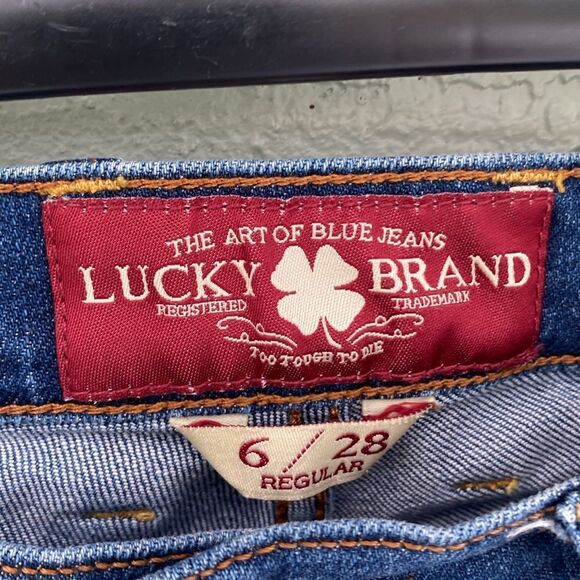 THE ART OF BLUE JEANS
LUCKY BRAND
REGISTERED TRADEMARK
TOO TOUGH TO DIE
6 / 28
REGULAR